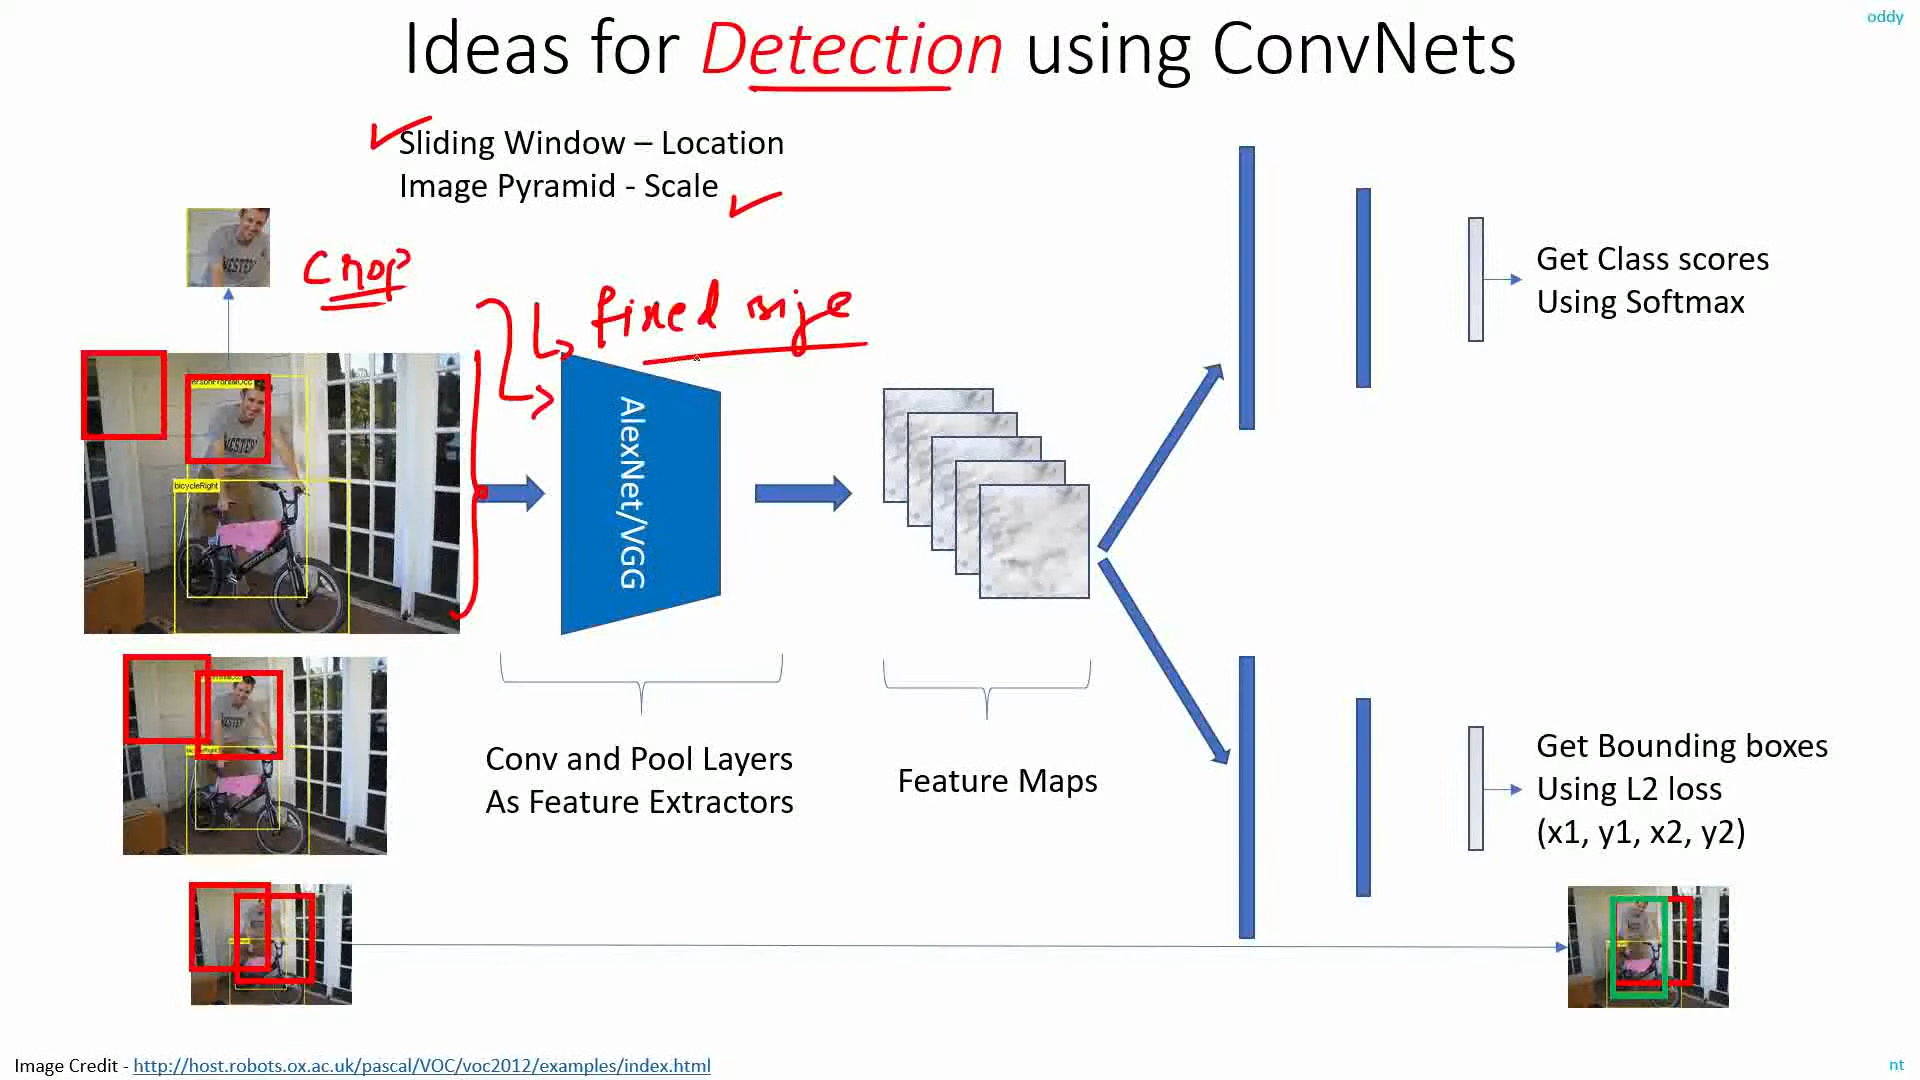 oddy
Ideas for Detection using ConvNets
Sliding Window – Location
Image Pyramid - Scale
crop
fixed size
WESTER
bicycleRight
AlexNet/VGG
Get Class scores
Using Softmax
Conv and Pool Layers
As Feature Extractors
Feature Maps
Get Bounding boxes
Using L2 loss
(x1, y1, x2, y2)
Image Credit - http://host.robots.ox.ac.uk/pascal/VOC/voc2012/examples/index.html
nt